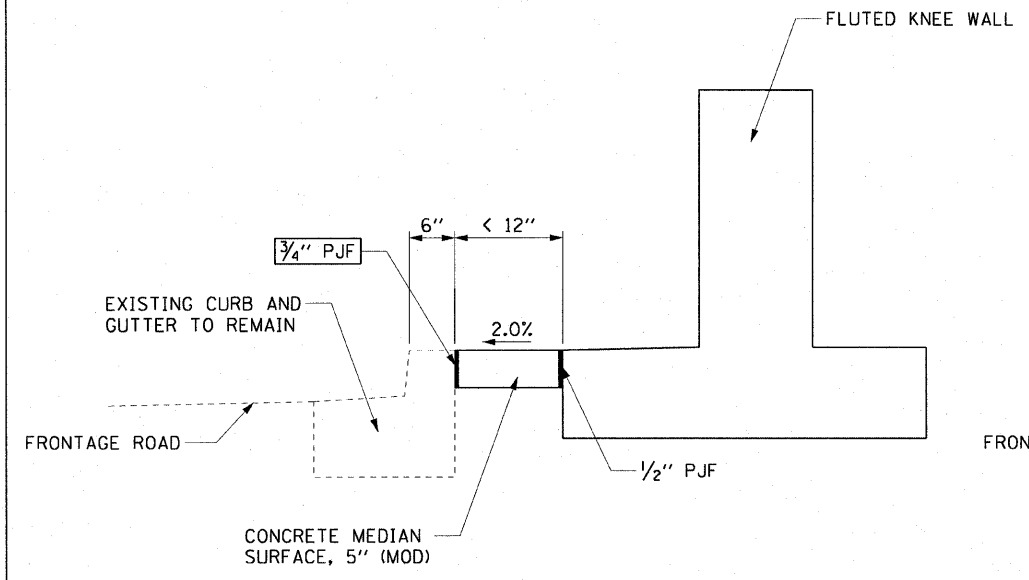 FLUTED KNEE WALL
6" < 12"
3/4" PJF
EXISTING CURB AND
GUTTER TO REMAIN
2.0%
FRONTAGE ROAD
1/2" PJF
FRON
CONCRETE MEDIAN
SURFACE, 5" (MOD)